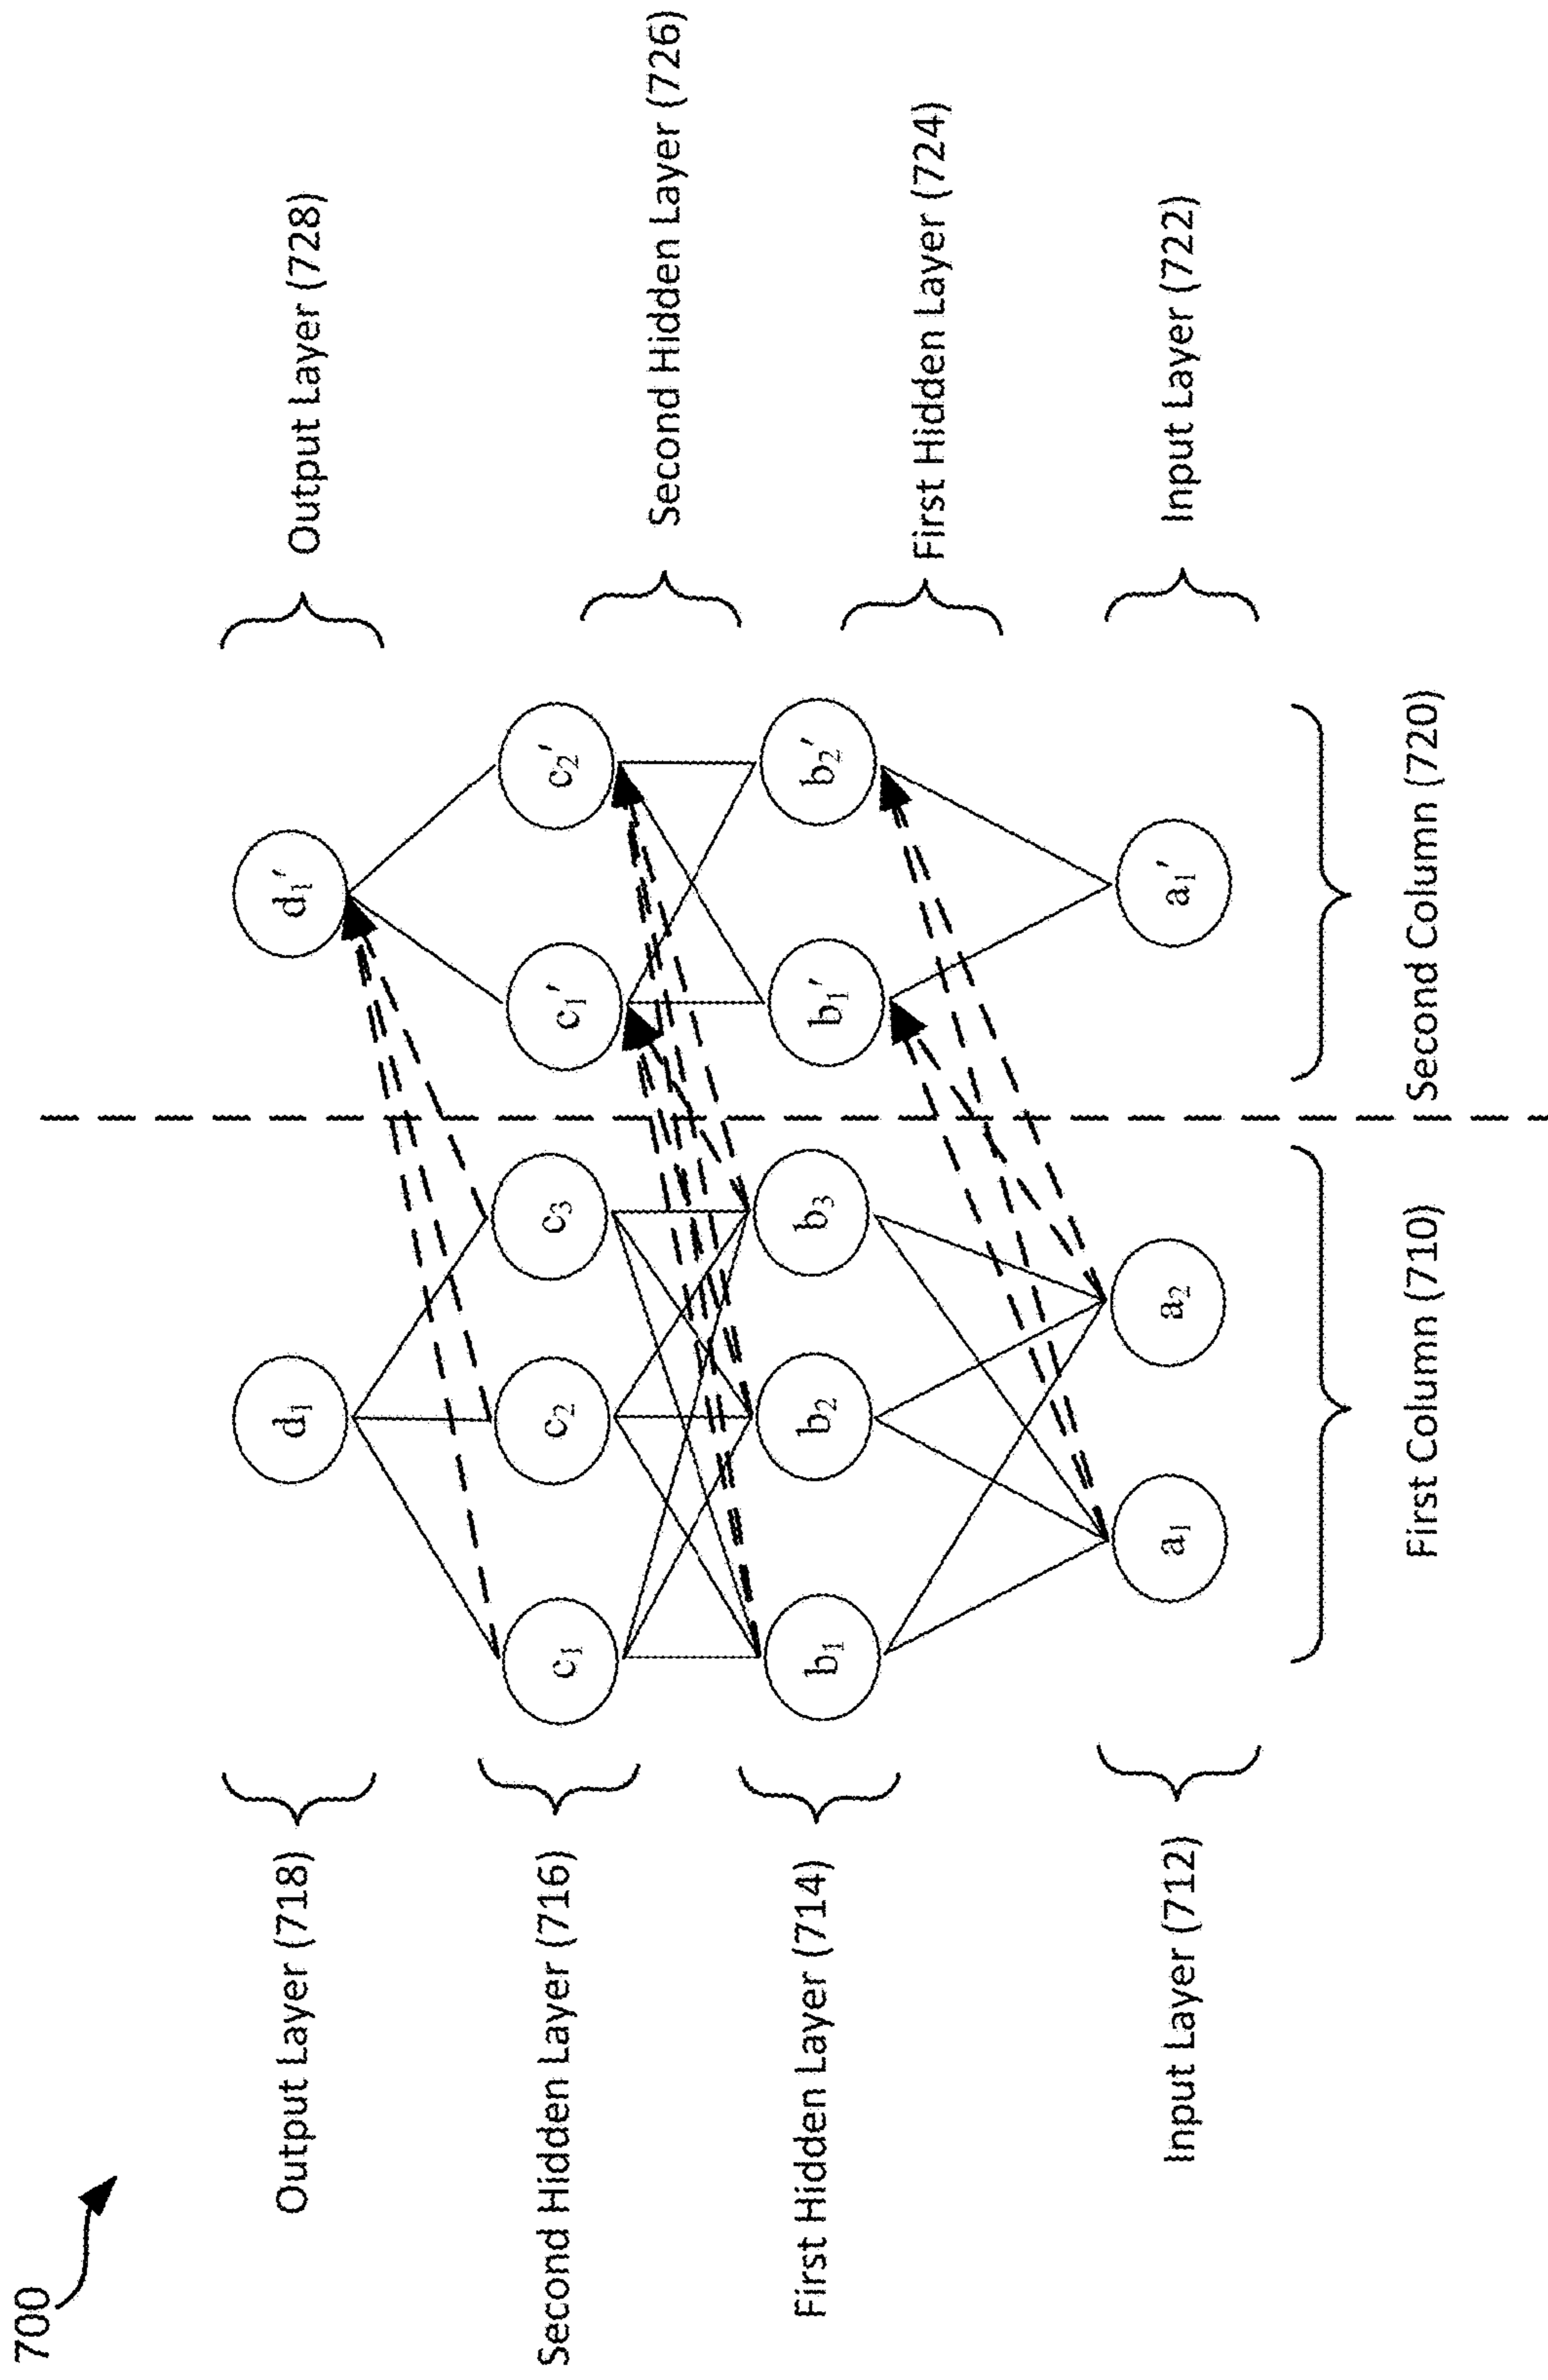 700
Output Layer (718)
Second Hidden Layer (716)
First Hidden Layer (714)
Input Layer (712)
d₁
c₁
c₂
c₃
b₁
b₂
b₃
a₁
a₂
First Column (710)
d₁′
c₁′
c₂′
b₁′
b₂′
a₁′
Second Column (720)
Output Layer (728)
Second Hidden Layer (726)
First Hidden Layer (724)
Input Layer (722)